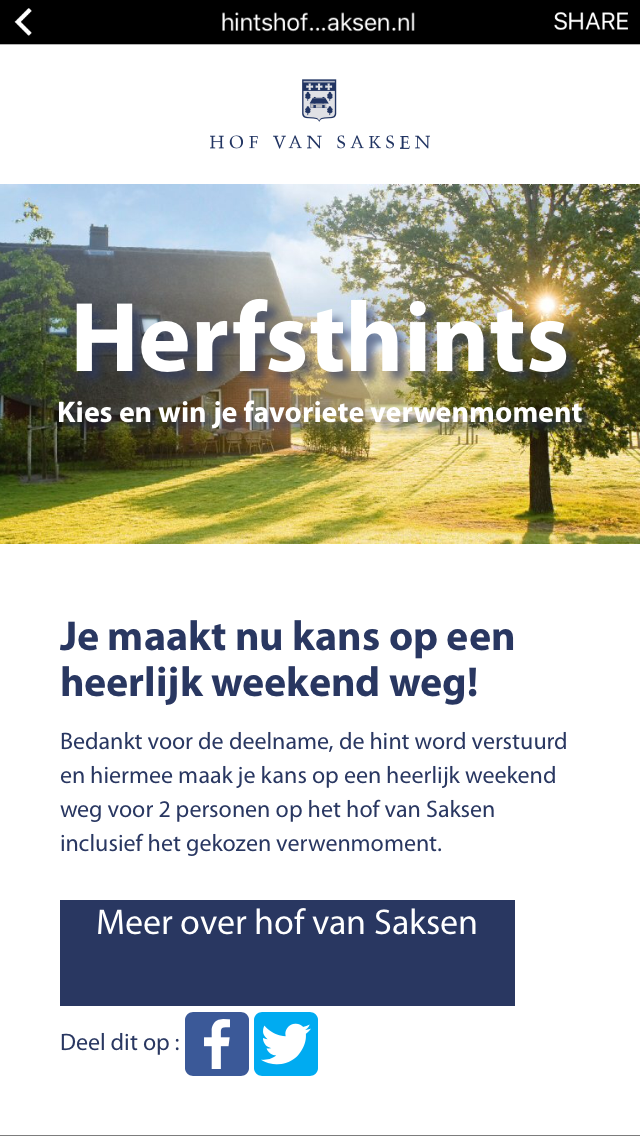 hintshof...aksen.nl
SHARE
HOF VAN SAKSEN
Herfsthints
Kies en win je favoriete verwenmoment
Je maakt nu kans op een
heerlijk weekend weg!
Bedankt voor de deelname, de hint word verstuurd
en hiermee maak je kans op een heerlijk weekend
weg voor 2 personen op het hof van Saksen
inclusief het gekozen verwenmoment.
Meer over hof van Saksen
Deel dit op :